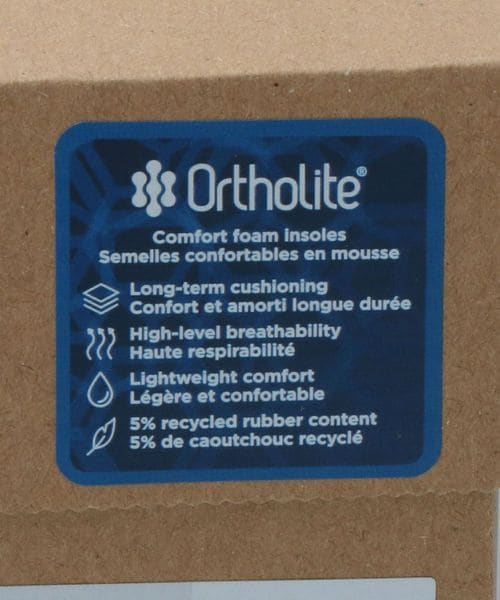 Ortholite®
Comfort foam insoles
Semelles confortables en mousse
Long-term cushioning
Confort et amorti longue durée
High-level breathability
Haute respirabilité
Lightweight comfort
Légère et confortable
5% recycled rubber content
5% de caoutchouc recyclé